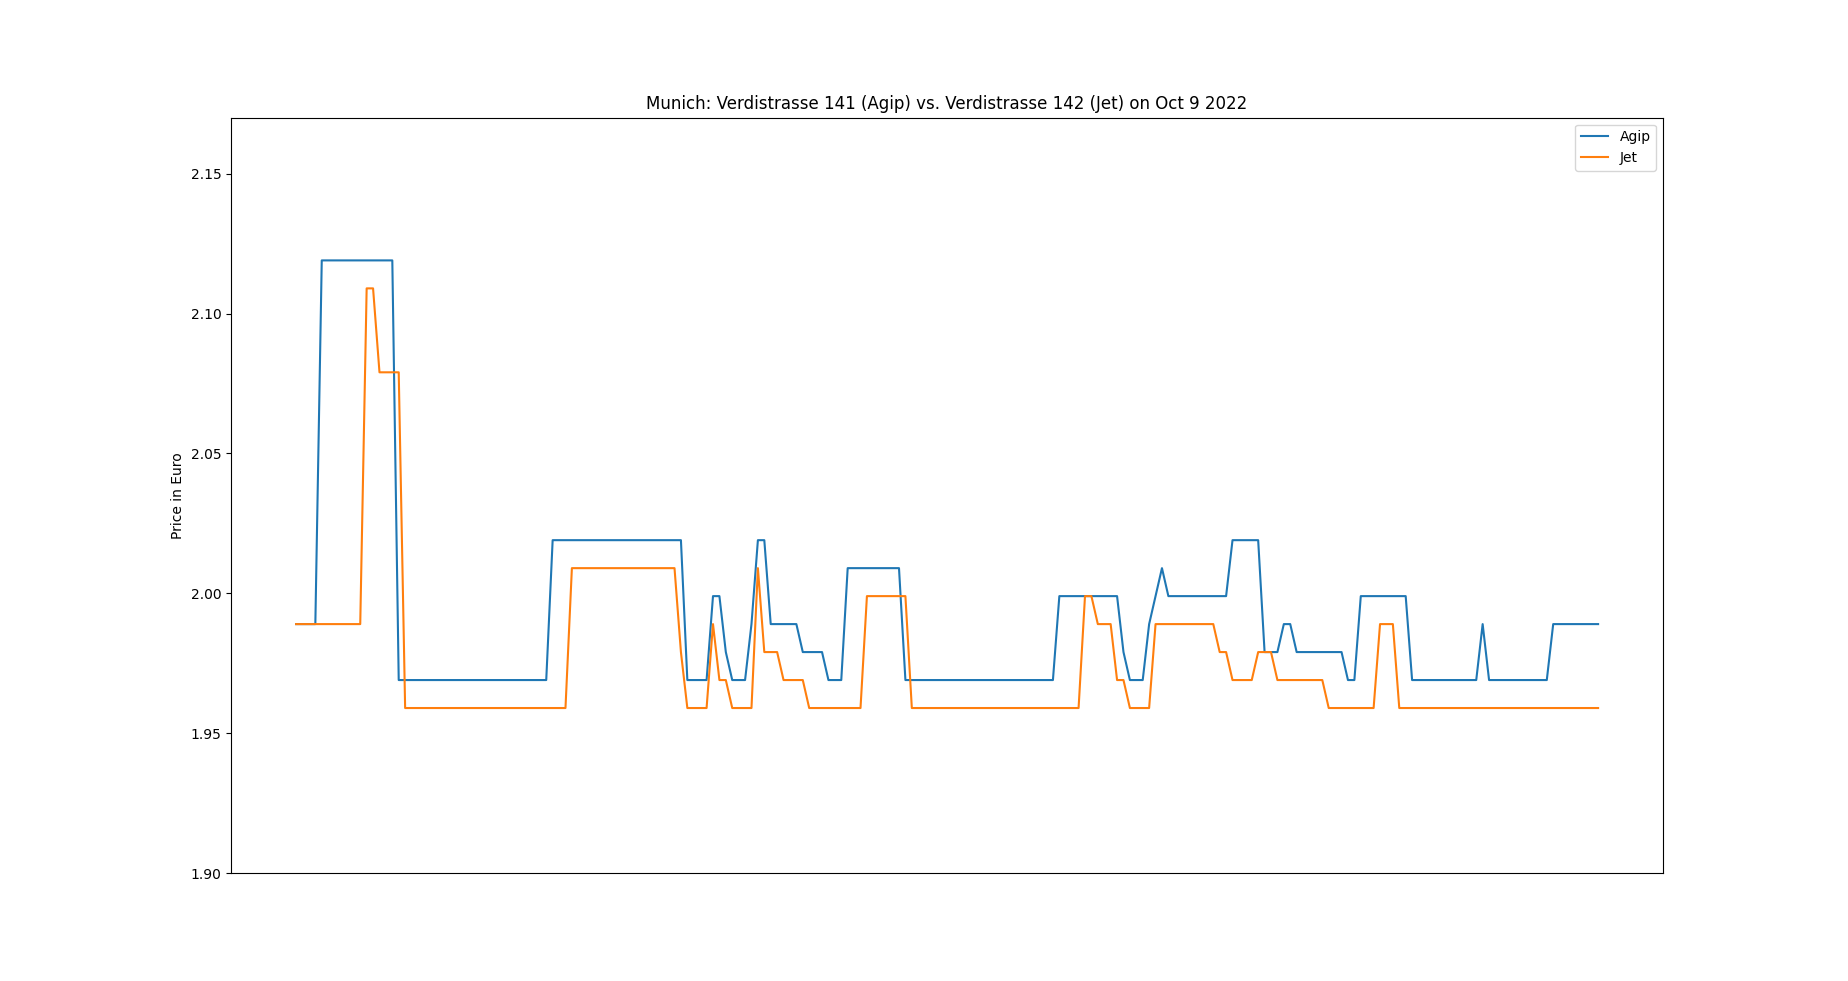 Munich: Verdistrasse 141 (Agip) vs. Verdistrasse 142 (Jet) on Oct 9 2022
Agip
Jet
2.15
2.10
2.05
2.00
1.95
1.90
Price in Euro